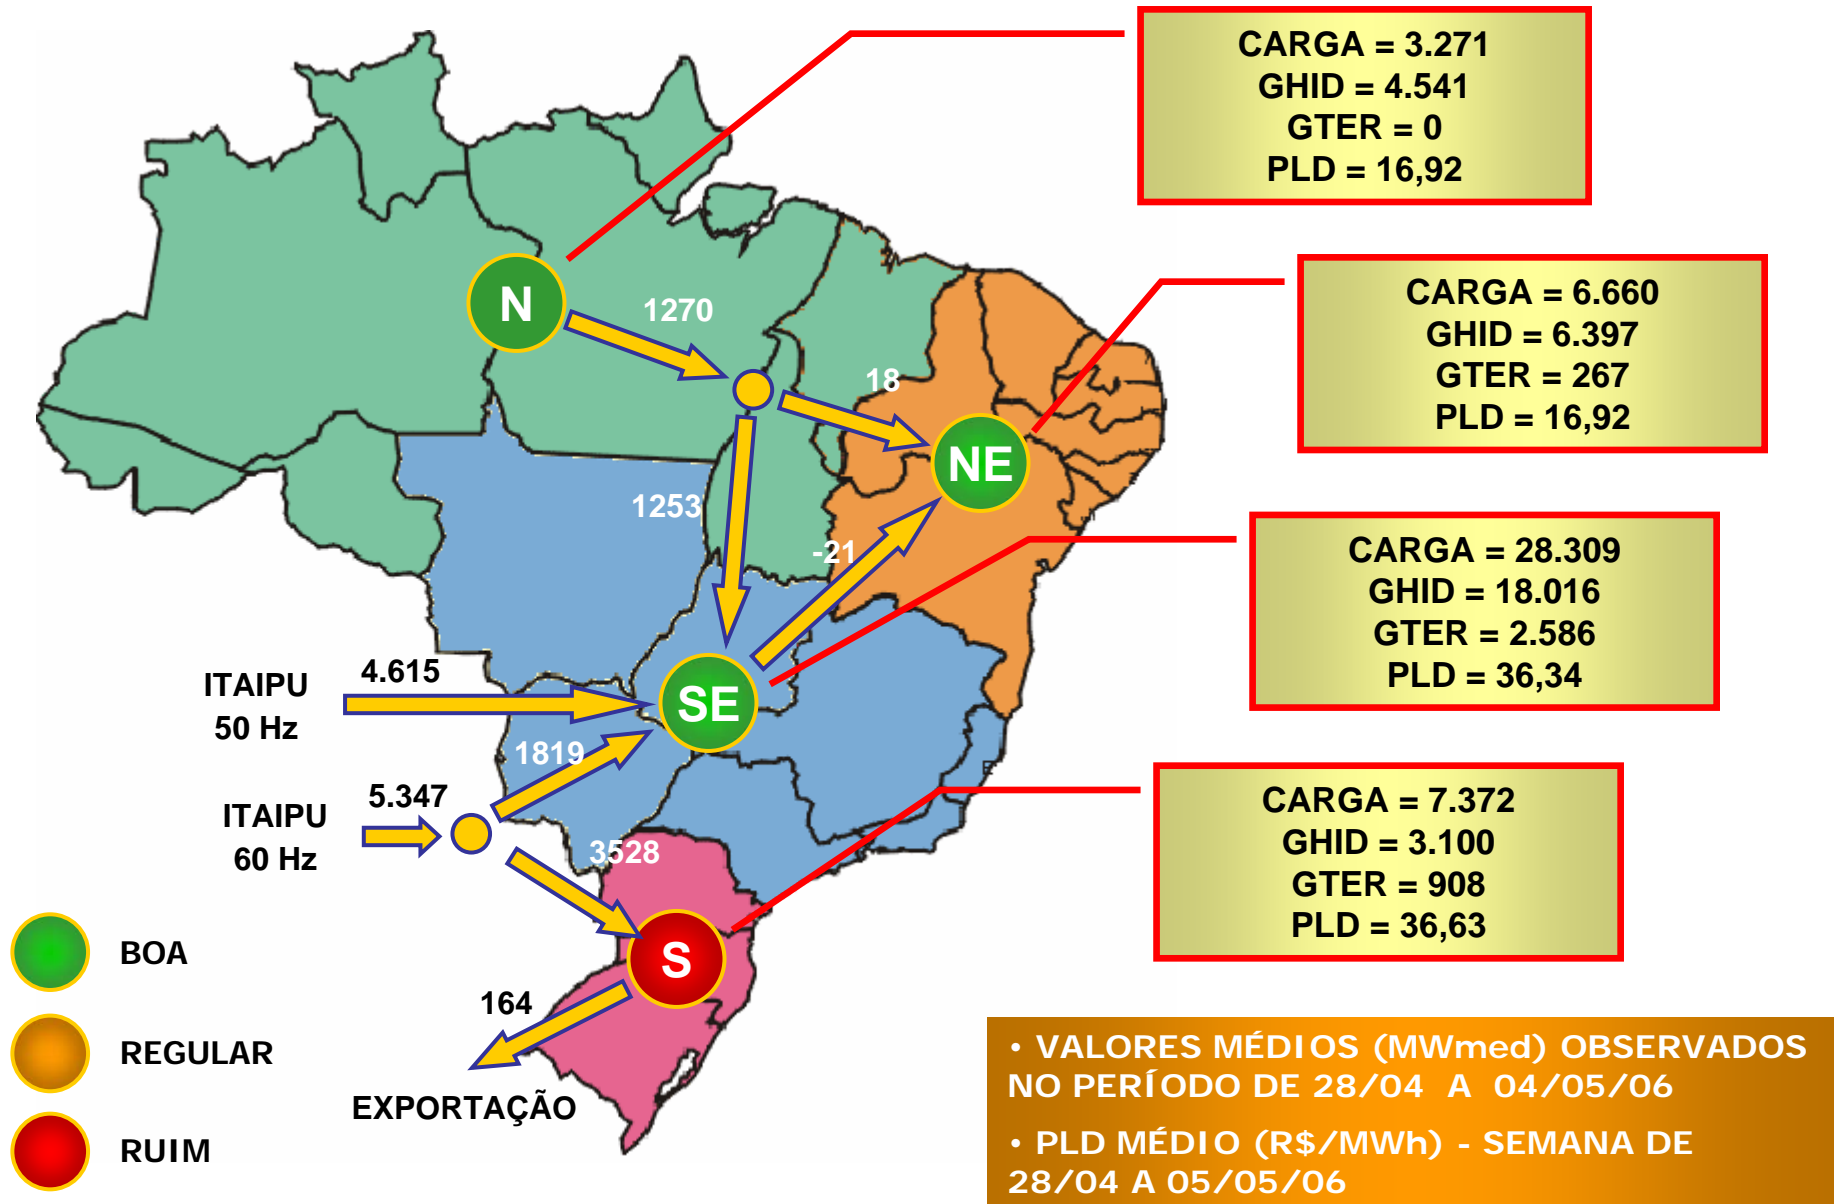 CARGA = 3.271
GHID = 4.541
GTER = 0
PLD = 16,92
CARGA = 6.660
GHID = 6.397
GTER = 267
PLD = 16,92
CARGA = 28.309
GHID = 18.016
GTER = 2.586
PLD = 36,34
CARGA = 7.372
GHID = 3.100
GTER = 908
PLD = 36,63
N
1270
18
NE
1253
-21
SE
ITAIPU
50 Hz
4.615
1819
ITAIPU
60 Hz
5.347
3528
S
164
EXPORTAÇÃO
BOA
REGULAR
RUIM
• VALORES MÉDIOS (MWmed) OBSERVADOS
NO PERÍODO DE 28/04 A 04/05/06
• PLD MÉDIO (R$/MWh) - SEMANA DE
28/04 A 05/05/06